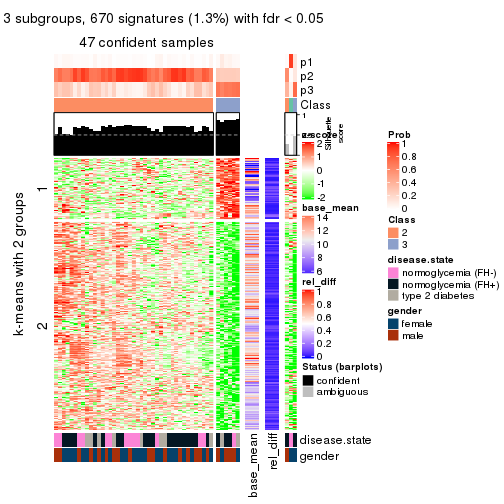 3 subgroups, 670 signatures (1.3%) with fdr < 0.05
47 confident samples
p1
p2
p3
Class
1
Silhouette
score
z-score
2
1
0
-1
-2
base_mean
14
12
10
8
6
rel_diff
1
0.8
0.6
0.4
0.2
0
Status (barplots)
confident
ambiguous
Prob
1
0.8
0.6
0.4
0.2
0
Class
2
3
disease.state
normoglycemia (FH-)
normoglycemia (FH+)
type 2 diabetes
gender
female
male
k-means with 2 groups
1
2
disease.state
gender
base_mean
rel_diff